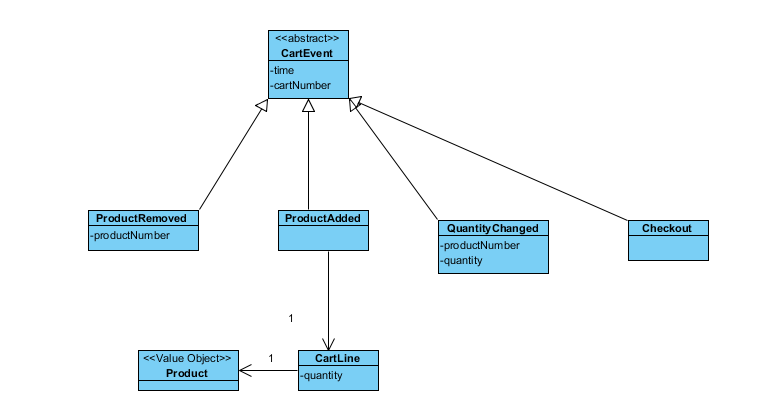 <<abstract>>
CartEvent
-time
-cartNumber
ProductRemoved
-productNumber
ProductAdded
QuantityChanged
-productNumber
-quantity
Checkout
1
<<Value Object>>
Product
1
CartLine
-quantity